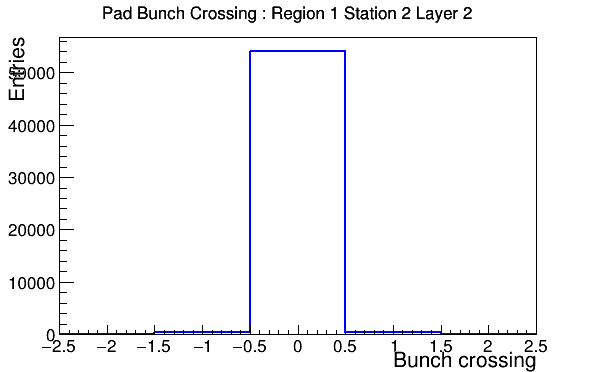 Pad Bunch Crossing : Region 1 Station 2 Layer 2
Entries
50000
40000
30000
20000
10000
0
−2.5 −2 −1.5 −1 −0.5 0 0.5 1 1.5 2 2.5
Bunch crossing